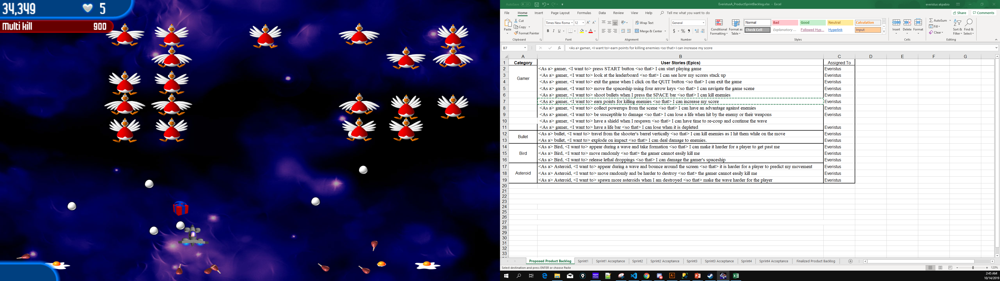 34,349 5
Multi kill 900
AutoSave Off
EveristusA_ProductSprintBacklog.xlsx - Excel
everistus akpabio
File Home Insert Page Layout Formulas Data Review View Help Tell me what you want to do
Share Comments
Paste
Cut
Copy
Format Painter
Clipboard
Times New Roma 12
B I U
Font
Wrap Text
Merge & Center
Alignment
General
$ % ,
Number
Conditional Formatting
Format as Table
Normal Bad Good Neutral Calculation
Check Cell Explanatory ... Followed Hyp... Hyperlink Input
Styles
Insert Delete Format
Cells
AutoSum
Fill
Clear
Sort & Filter
Find & Select
Editing
B7 fx <As a> gamer, <I want to> earn points for killing enemies <so that> I can increase my score
A B C D E F G
1 Category User Stories (Epics) Assigned To
2 <As a> gamer, <I want to> press START button <so that> I can start playing game Everistus
3 <As a> gamer, <I want to> look at the leaderboard <so that> I can see how my scores stack up Everistus
Gamer
4 <As a> gamer, <I want to> exit the game when I click on the QUIT button <so that> I can exit the game Everistus
5 <As a> gamer, <I want to> move the spaceship using four arrow keys <so that> I can navigate the game scene Everistus
6 <As a> gamer, <I want to> shoot bullets when I press the SPACE bar <so that> I can kill enemies Everistus
7 <As a> gamer, <I want to> earn points for killing enemies <so that> I can increase my score Everistus
8 <As a> gamer, <I want to> collect powerups from the scene <so that> I can have an advantage against enemies Everistus
9 <As a> gamer, <I want to> be susceptible to damage <so that> I can lose a life when hit by the enemy or their weapons Everistus
10 <As a> gamer, <I want to> have a shield when I respawn <so that> I can have time to re-coup and continue the wave
11 <As a> gamer, <I want to> have a life bar <so that> I can lose when it is depleted Everistus
12 <As a> bullet, <I want to> travel from the shooter's barrel vertically <so that> I can kill enemies as I hit them while on the move Everistus
Bullet
13 <As a> bullet, <I want to> explode on impact <so that> I can deal damage to enemies. Everistus
14 <As a> Bird, <I want to> appear during a wave and take formation <so that> I can make it harder for a player to get past me Everistus
15 Bird <As a> Bird, <I want to> move randomly <so that> the gamer cannot easily kill me Everistus
16 <As a> Bird, <I want to> release lethal droppings <so that> I can damage the gamer's spaceship Everistus
17 <As a> Asteroid, <I want to> appear during a wave and bounce around the screen <so that> it is harder for a player to predict my movement Everistus
18 Asteroid <As a> Asteroid, <I want to> move randomly and be harder to destroy <so that> the gamer cannot easily kill me Everistus
19 <As a> Asteroid, <I want to> spawn more asteroids when I am destroyed <so that> make the wave harder for the player Everistus
20
21
22
23
24
25
26
27
28
29
30
31
32
33
Proposed Product Backlog Sprint1 Sprint1 Acceptance Sprint2 Sprint2 Acceptance Sprint3 Sprint3 Acceptance Sprint4 Sprint4 Acceptance Finalized Product Backlog
Select destination and press ENTER or choose Paste
120%
2:45 AM
10/14/2019